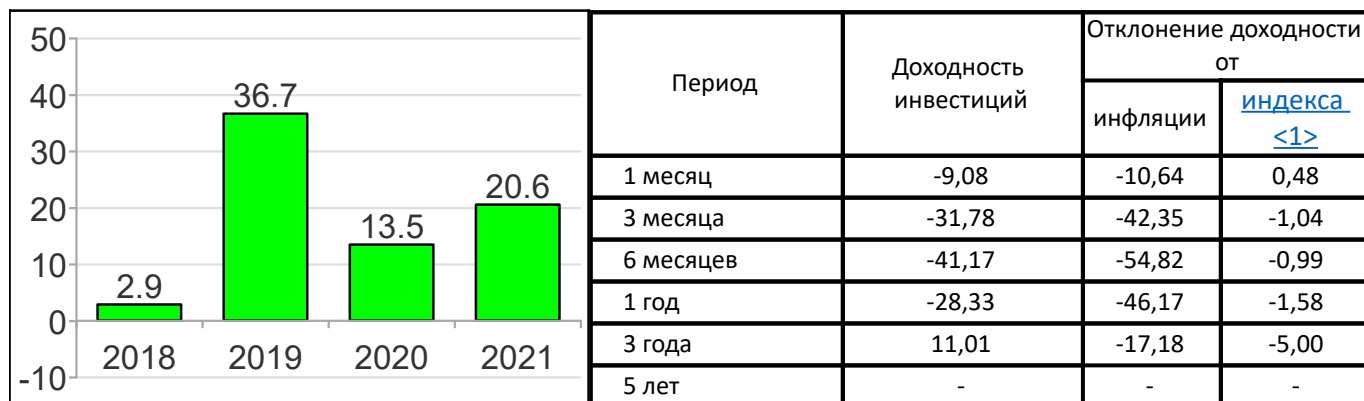 50
40
30
20
10
0
-10
2.9
36.7
13.5
20.6
2018 2019 2020 2021
Период
Доходность
инвестиций
Отклонение доходности
от
инфляции
индекса
<1>
1 месяц -9,08 -10,64 0,48
3 месяца -31,78 -42,35 -1,04
6 месяцев -41,17 -54,82 -0,99
1 год -28,33 -46,17 -1,58
3 года 11,01 -17,18 -5,00
5 лет - - -